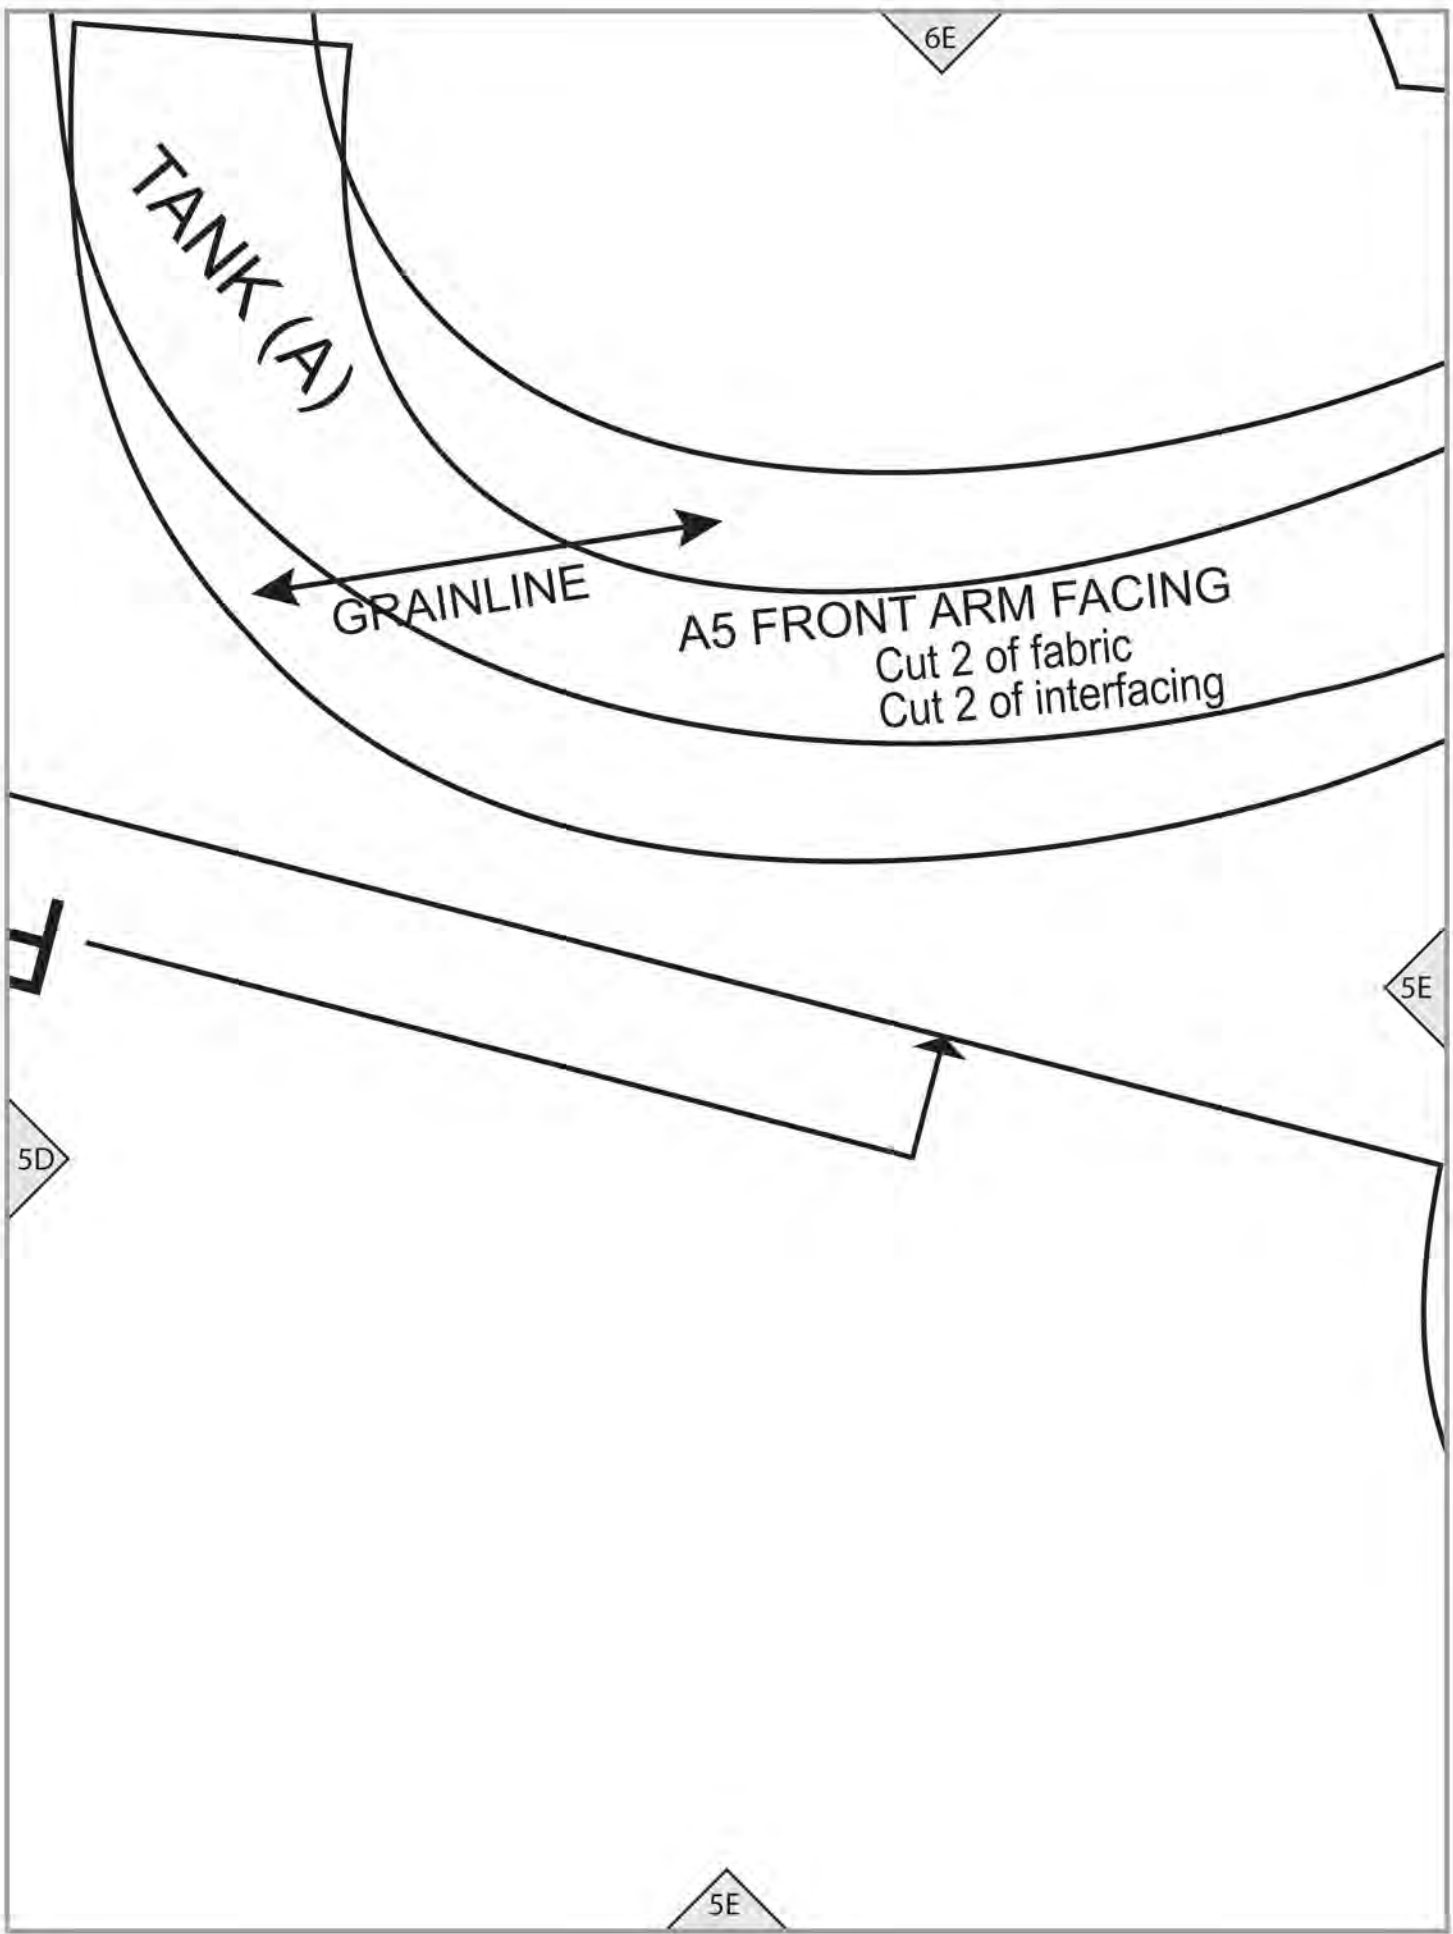 6E
TANK (A)
GRAINLINE
A5 FRONT ARM FACING
Cut 2 of fabric
Cut 2 of interfacing
5E
5D
5E